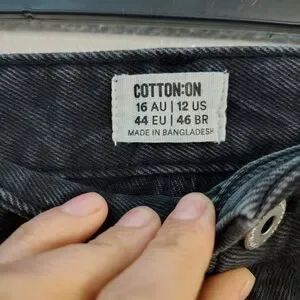 COTTON:ON
16 AU | 12 US
44 EU | 46 BR
MADE IN BANGLADESH